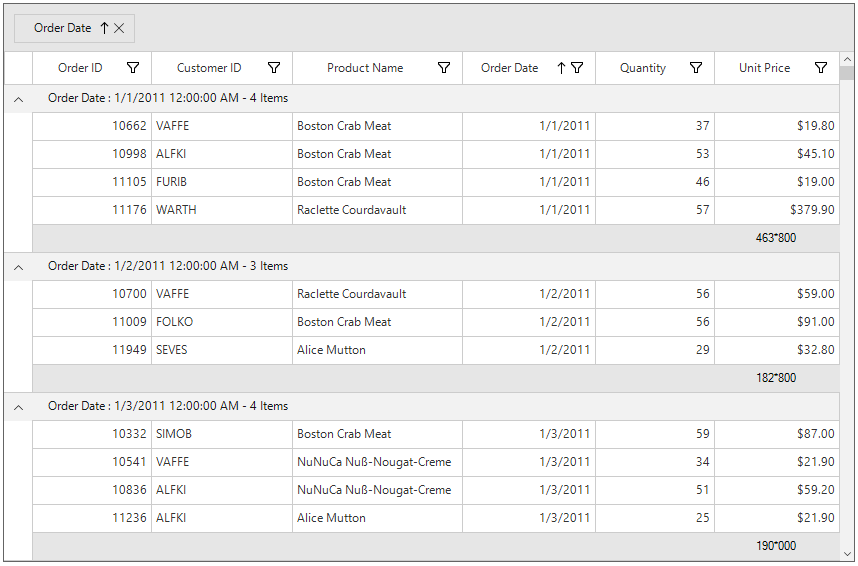 Order Date
Order ID Customer ID Product Name Order Date Quantity Unit Price
Order Date : 1/1/2011 12:00:00 AM - 4 Items
10662 VAFFE Boston Crab Meat 1/1/2011 37 $19.80
10998 ALFKI Boston Crab Meat 1/1/2011 53 $45.10
11105 FURIB Boston Crab Meat 1/1/2011 46 $19.00
11176 WARTH Raclette Courdavault 1/1/2011 57 $379.90
463*800
Order Date : 1/2/2011 12:00:00 AM - 3 Items
10700 VAFFE Raclette Courdavault 1/2/2011 56 $59.00
11009 FOLKO Boston Crab Meat 1/2/2011 56 $91.00
11949 SEVES Alice Mutton 1/2/2011 29 $32.80
182*800
Order Date : 1/3/2011 12:00:00 AM - 4 Items
10332 SIMOB Boston Crab Meat 1/3/2011 59 $87.00
10541 VAFFE NuNuCa Nuß-Nougat-Creme 1/3/2011 34 $21.90
10836 ALFKI NuNuCa Nuß-Nougat-Creme 1/3/2011 51 $59.20
11236 ALFKI Alice Mutton 1/3/2011 25 $21.90
190*000